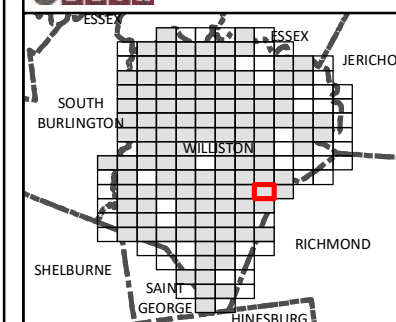 ESSEX
ESSEX
JERICHO
SOUTH
BURLINGTON
WILLISTON
RICHMOND
SHELBURNE
SAINT
GEORGE
HINESBURG